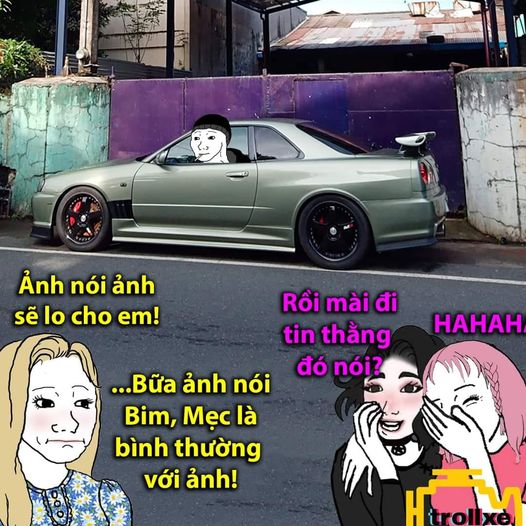 Ảnh nói ảnh
sẽ lo cho em!
...Bữa ảnh nói
Bim, Mẹc là
bình thường
với ảnh!
Rồi mài đi
tin thằng
đó nói?
HAHAHA
trollxe